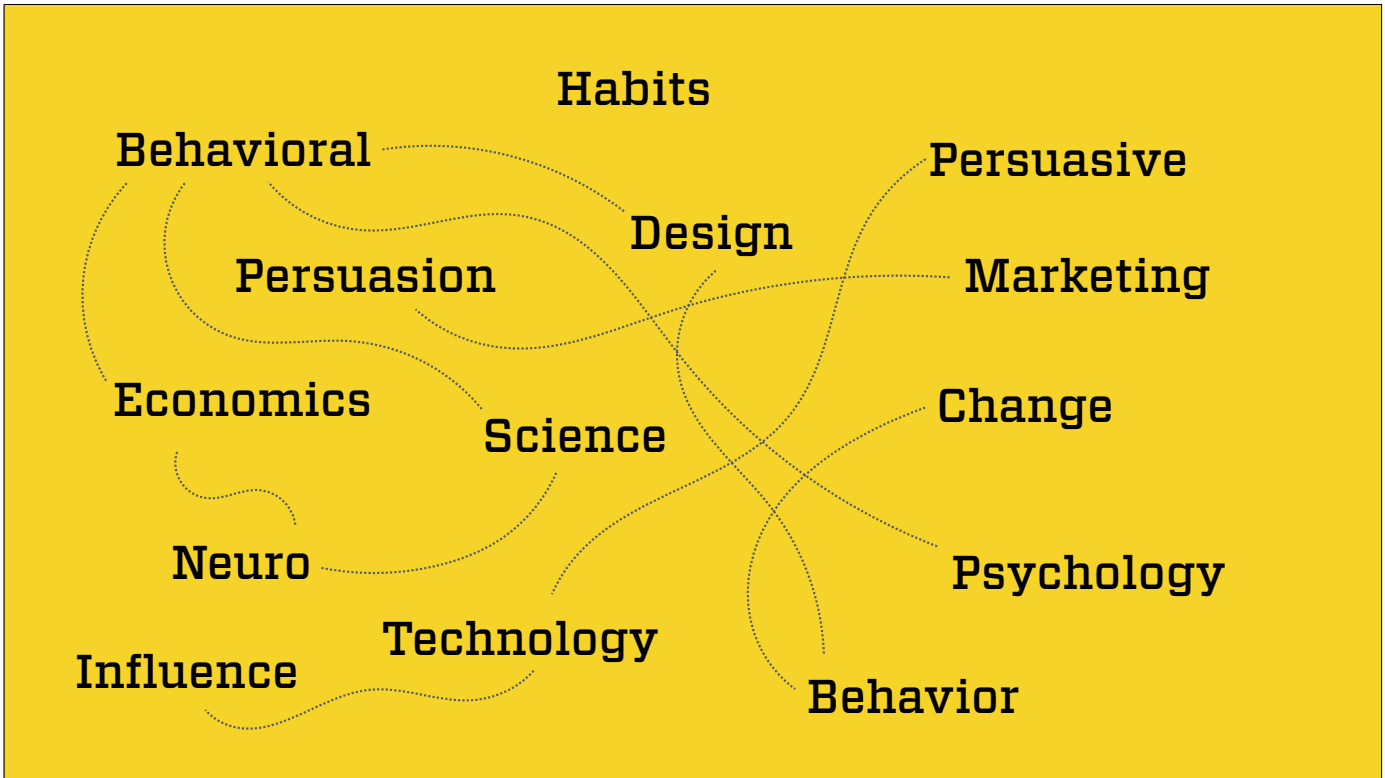 Habits
Behavioral
Persuasive
Design
Persuasion
Marketing
Economics
Change
Science
Neuro
Psychology
Technology
Influence
Behavior